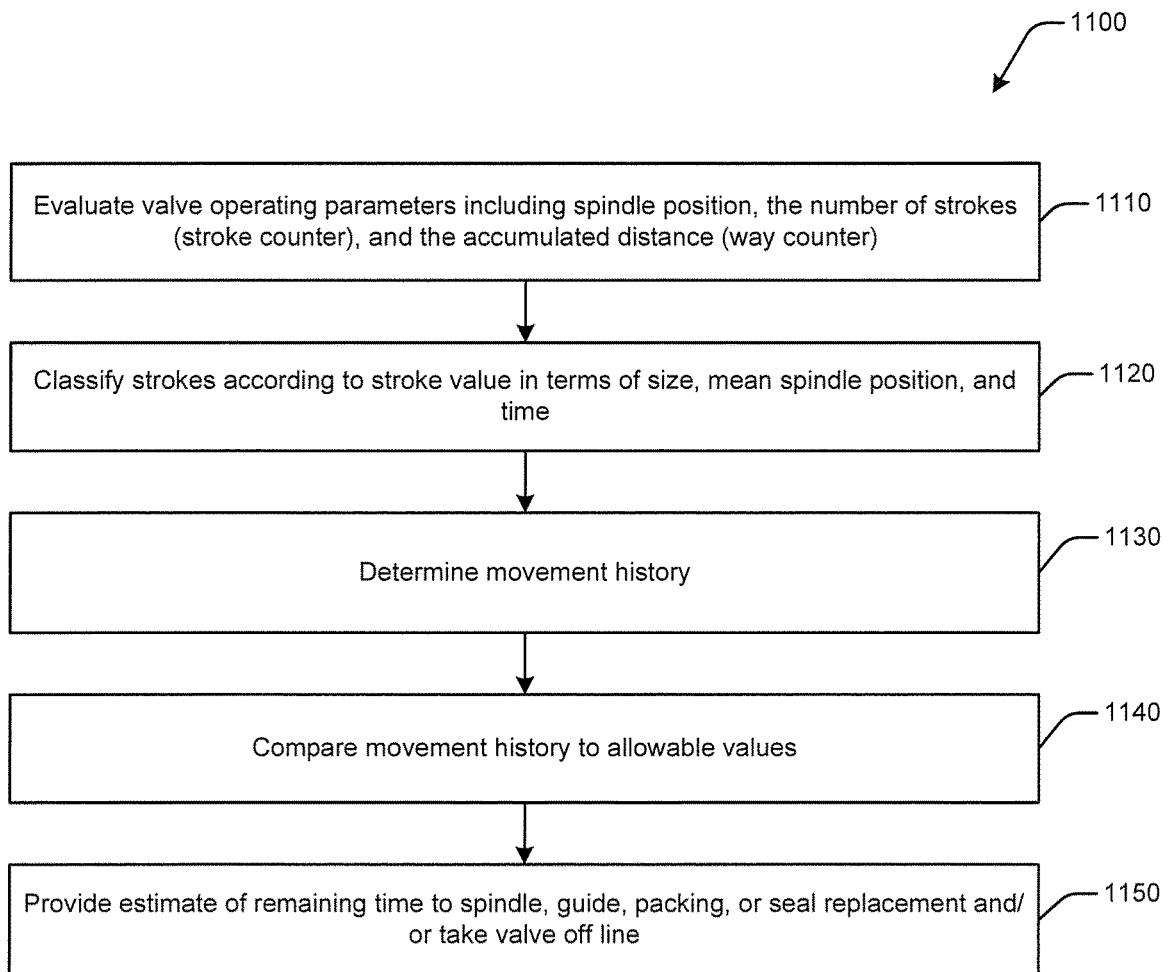 1100
Evaluate valve operating parameters including spindle position, the number of strokes
(stroke counter), and the accumulated distance (way counter)
1110
Classify strokes according to stroke value in terms of size, mean spindle position, and
time
1120
Determine movement history
1130
Compare movement history to allowable values
1140
Provide estimate of remaining time to spindle, guide, packing, or seal replacement and/
or take valve off line
1150